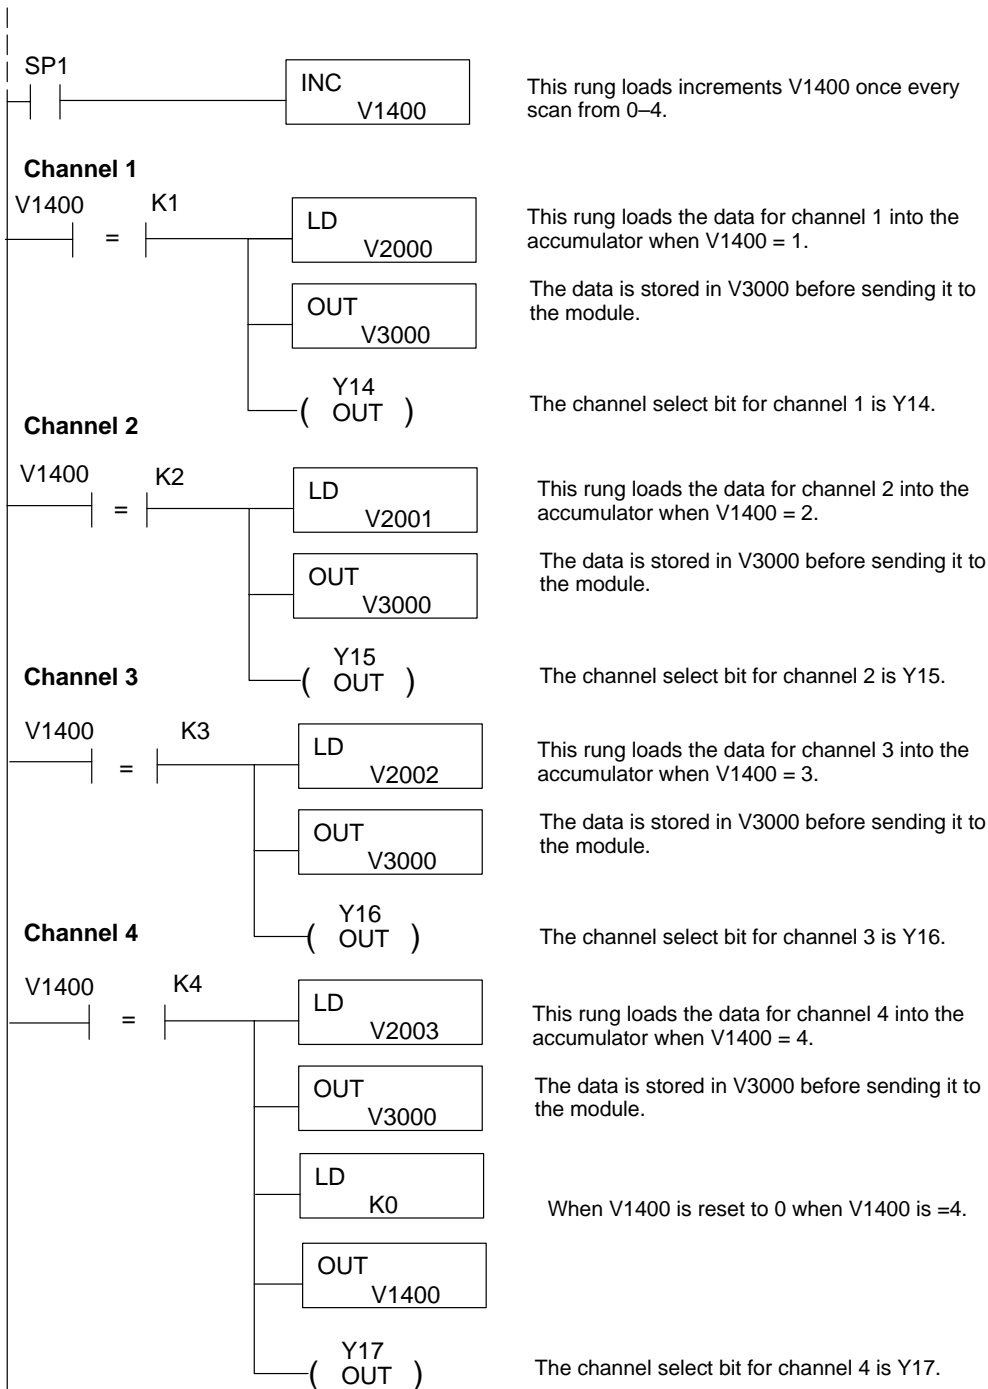 SP1
INC
V1400
This rung loads increments V1400 once every
scan from 0–4.
Channel 1
V1400
K1
=
LD
V2000
This rung loads the data for channel 1 into the
accumulator when V1400 = 1.
OUT
V3000
The data is stored in V3000 before sending it to
the module.
Y14
( OUT )
The channel select bit for channel 1 is Y14.
Channel 2
V1400
K2
=
LD
V2001
This rung loads the data for channel 2 into the
accumulator when V1400 = 2.
OUT
V3000
The data is stored in V3000 before sending it to
the module.
Y15
( OUT )
The channel select bit for channel 2 is Y15.
Channel 3
V1400
K3
=
LD
V2002
This rung loads the data for channel 3 into the
accumulator when V1400 = 3.
OUT
V3000
The data is stored in V3000 before sending it to
the module.
Y16
( OUT )
The channel select bit for channel 3 is Y16.
Channel 4
V1400
K4
=
LD
V2003
This rung loads the data for channel 4 into the
accumulator when V1400 = 4.
OUT
V3000
The data is stored in V3000 before sending it to
the module.
LD
K0
When V1400 is reset to 0 when V1400 is =4.
OUT
V1400
Y17
( OUT )
The channel select bit for channel 4 is Y17.